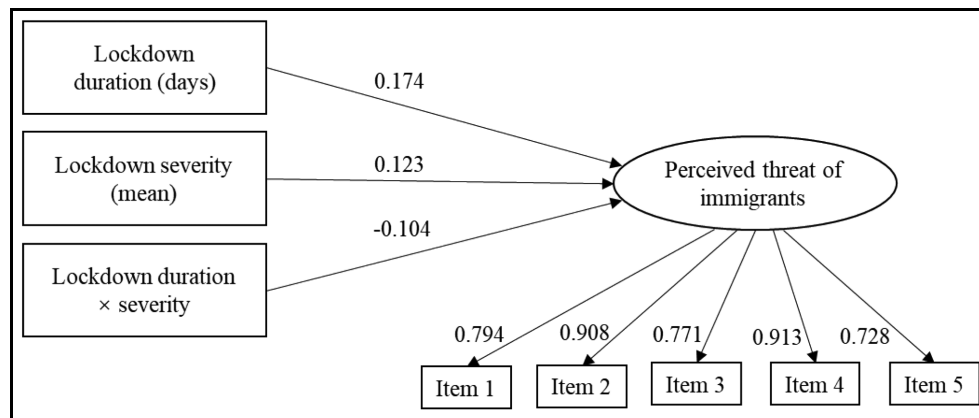 Lockdown
duration (days)
0.174
Lockdown severity
(mean)
0.123
Perceived threat of
immigrants
-0.104
Lockdown duration
× severity
0.794
0.908
0.771
0.913
0.728
Item 1
Item 2
Item 3
Item 4
Item 5